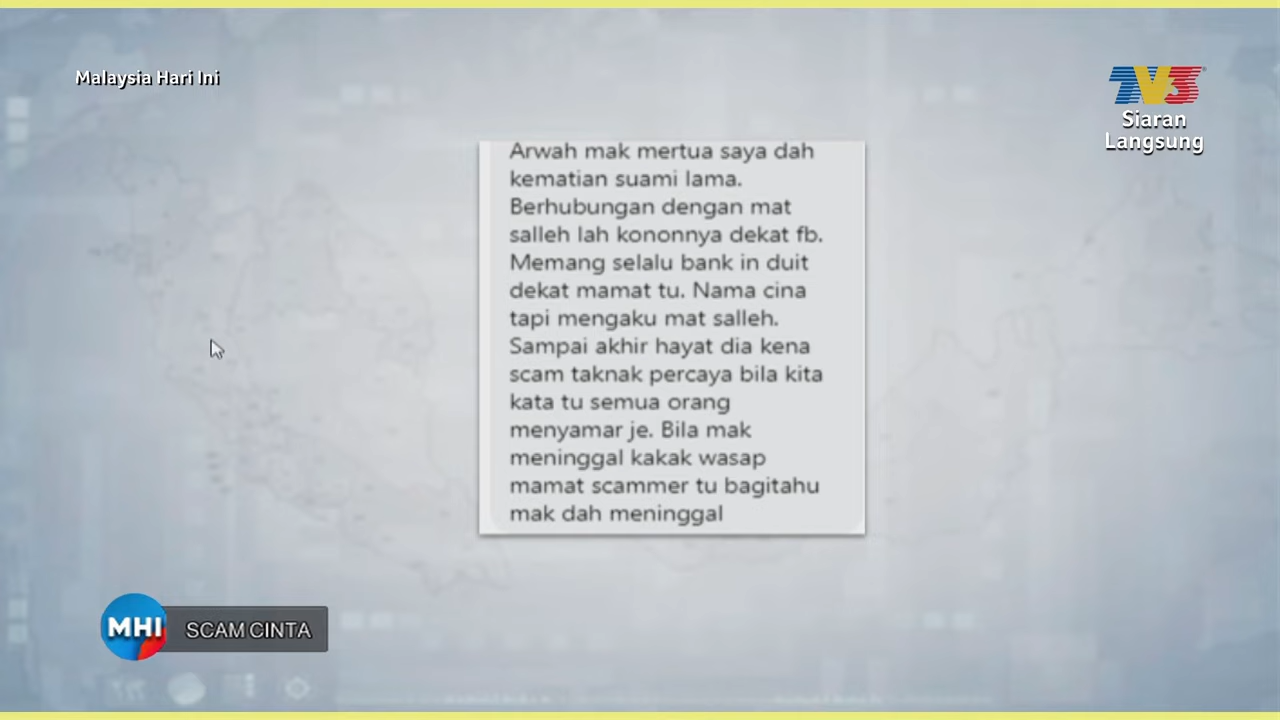 Malaysia Hari Ini
TV3
Siaran
Langsung
Arwah mak mertua saya dah
kematian suami lama.
Berhubungan dengan mat
salleh lah kononnya dekat fb.
Memang selalu bank in duit
dekat mamat tu. Nama cina
tapi mengaku mat salleh.
Sampai akhir hayat dia kena
scam taknak percaya bila kita
kata tu semua orang
menyamar je. Bila mak
meninggal kakak wasap
mamat scammer tu bagitahu
mak dah meninggal
MHI SCAM CINTA